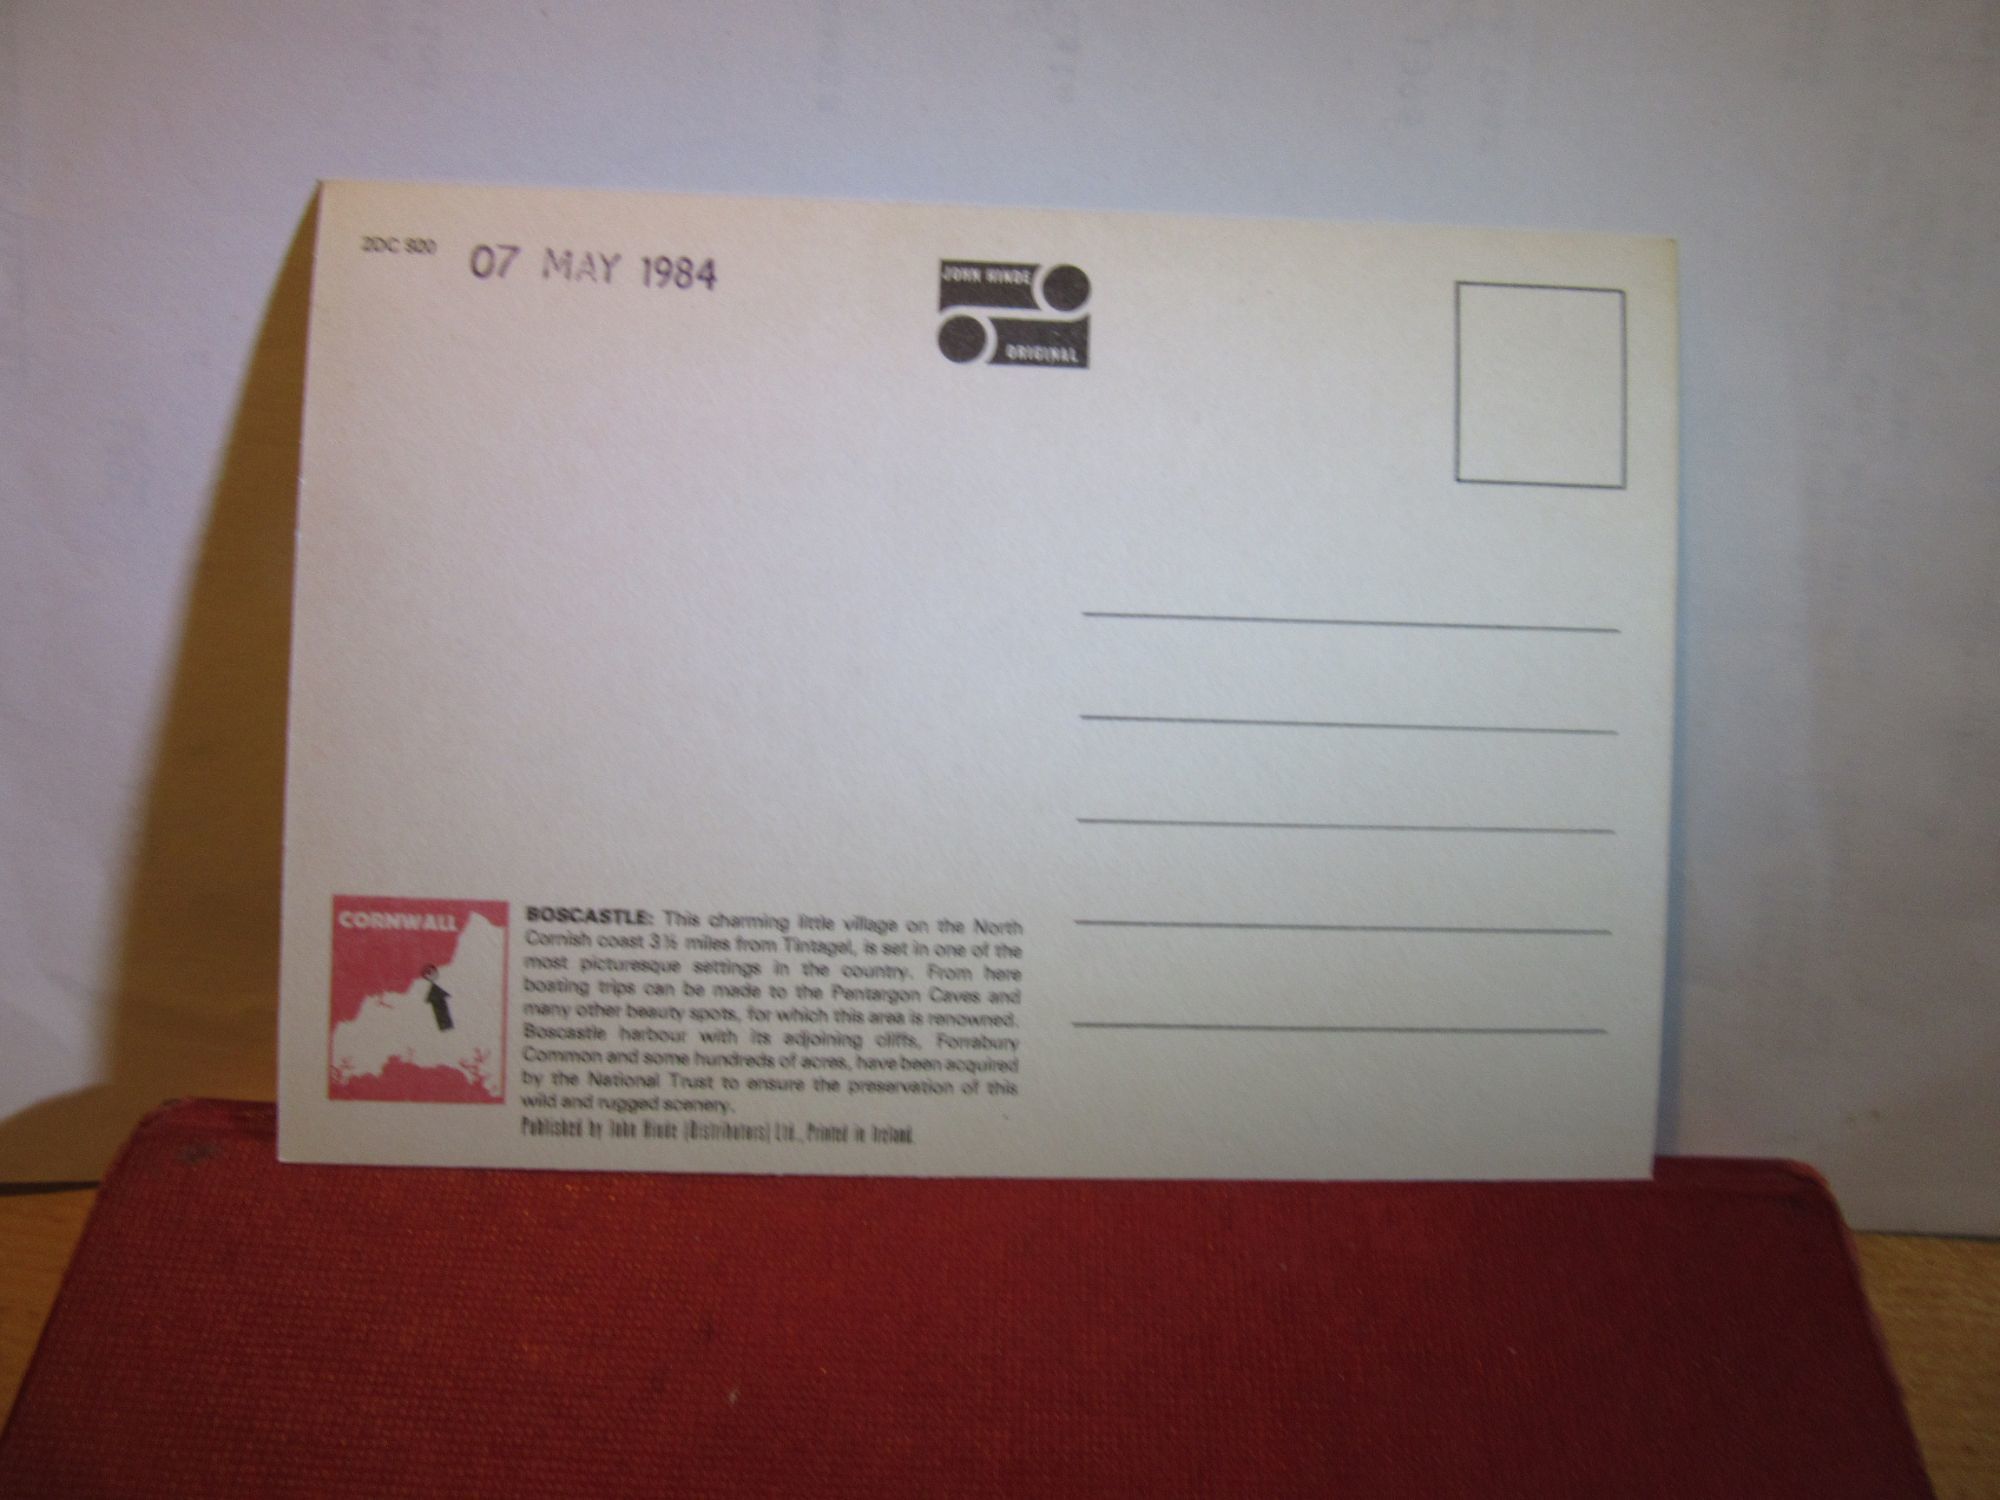 2DC 920
07 MAY 1984
JOHN HINDE
ORIGINAL
CORNWALL
BOSCASTLE: This charming little village on the North
Cornish coast 3½ miles from Tintagel, is set in one of the
most picturesque settings in the country. From here
boating trips can be made to the Pentargon Caves and
many other beauty spots, for which this area is renowned.
Boscastle harbour with its adjoining cliffs, Forrabury
Common and some hundreds of acres, have been acquired
by the National Trust to ensure the preservation of this
wild and rugged scenery.
Published by John Hinde (Distributors) Ltd., Printed in Ireland.